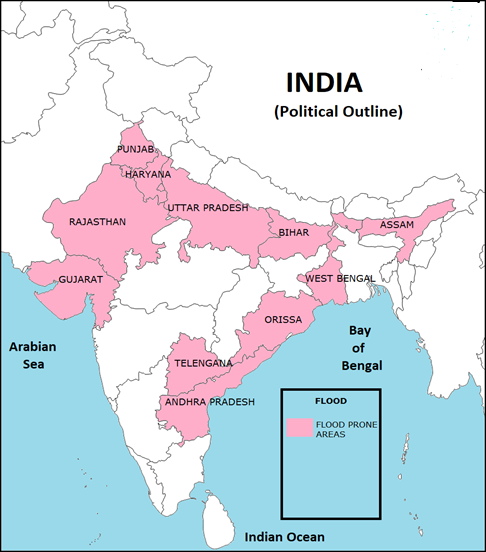 INDIA
(Political Outline)
PUNJAB
HARYANA
UTTAR PRADESH
RAJASTHAN
BIHAR
ASSAM
GUJARAT
WEST BENGAL
ORISSA
Arabian
Sea
Bay
of
Bengal
TELENGANA
ANDHRA PRADESH
FLOOD
FLOOD PRONE
AREAS
Indian Ocean